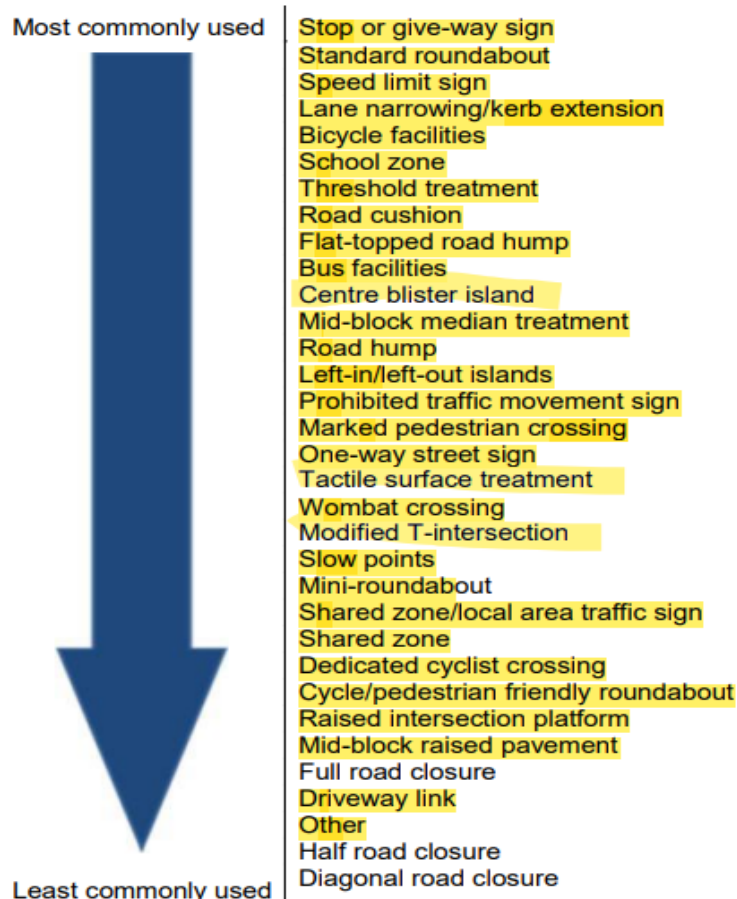 Most commonly used
Stop or give-way sign
Standard roundabout
Speed limit sign
Lane narrowing/kerb extension
Bicycle facilities
School zone
Threshold treatment
Road cushion
Flat-topped road hump
Bus facilities
Centre blister island
Mid-block median treatment
Road hump
Left-in/left-out islands
Prohibited traffic movement sign
Marked pedestrian crossing
One-way street sign
Tactile surface treatment
Wombat crossing
Modified T-intersection
Slow points
Mini-roundabout
Shared zone/local area traffic sign
Shared zone
Dedicated cyclist crossing
Cycle/pedestrian friendly roundabout
Raised intersection platform
Mid-block raised pavement
Full road closure
Driveway link
Other
Half road closure
Diagonal road closure
Least commonly used